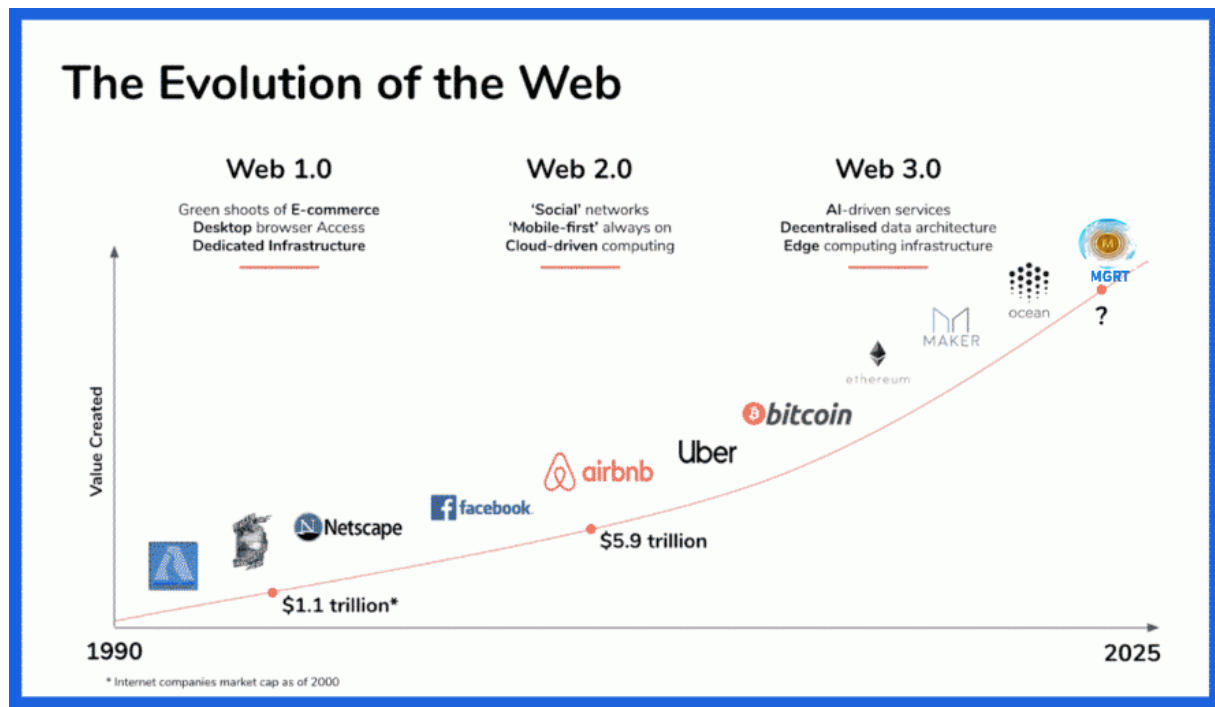 The Evolution of the Web
Web 1.0
Green shoots of E-commerce
Desktop browser Access
Dedicated Infrastructure
Web 2.0
‘Social’ networks
‘Mobile-first’ always on
Cloud-driven computing
Web 3.0
AI-driven services
Decentralised data architecture
Edge computing infrastructure
M
MGRT
?
ocean
MAKER
ethereum
bitcoin
Uber
airbnb
facebook
N Netscape
$5.9 trillion
$1.1 trillion*
Value Created
1990
2025
* Internet companies market cap as of 2000